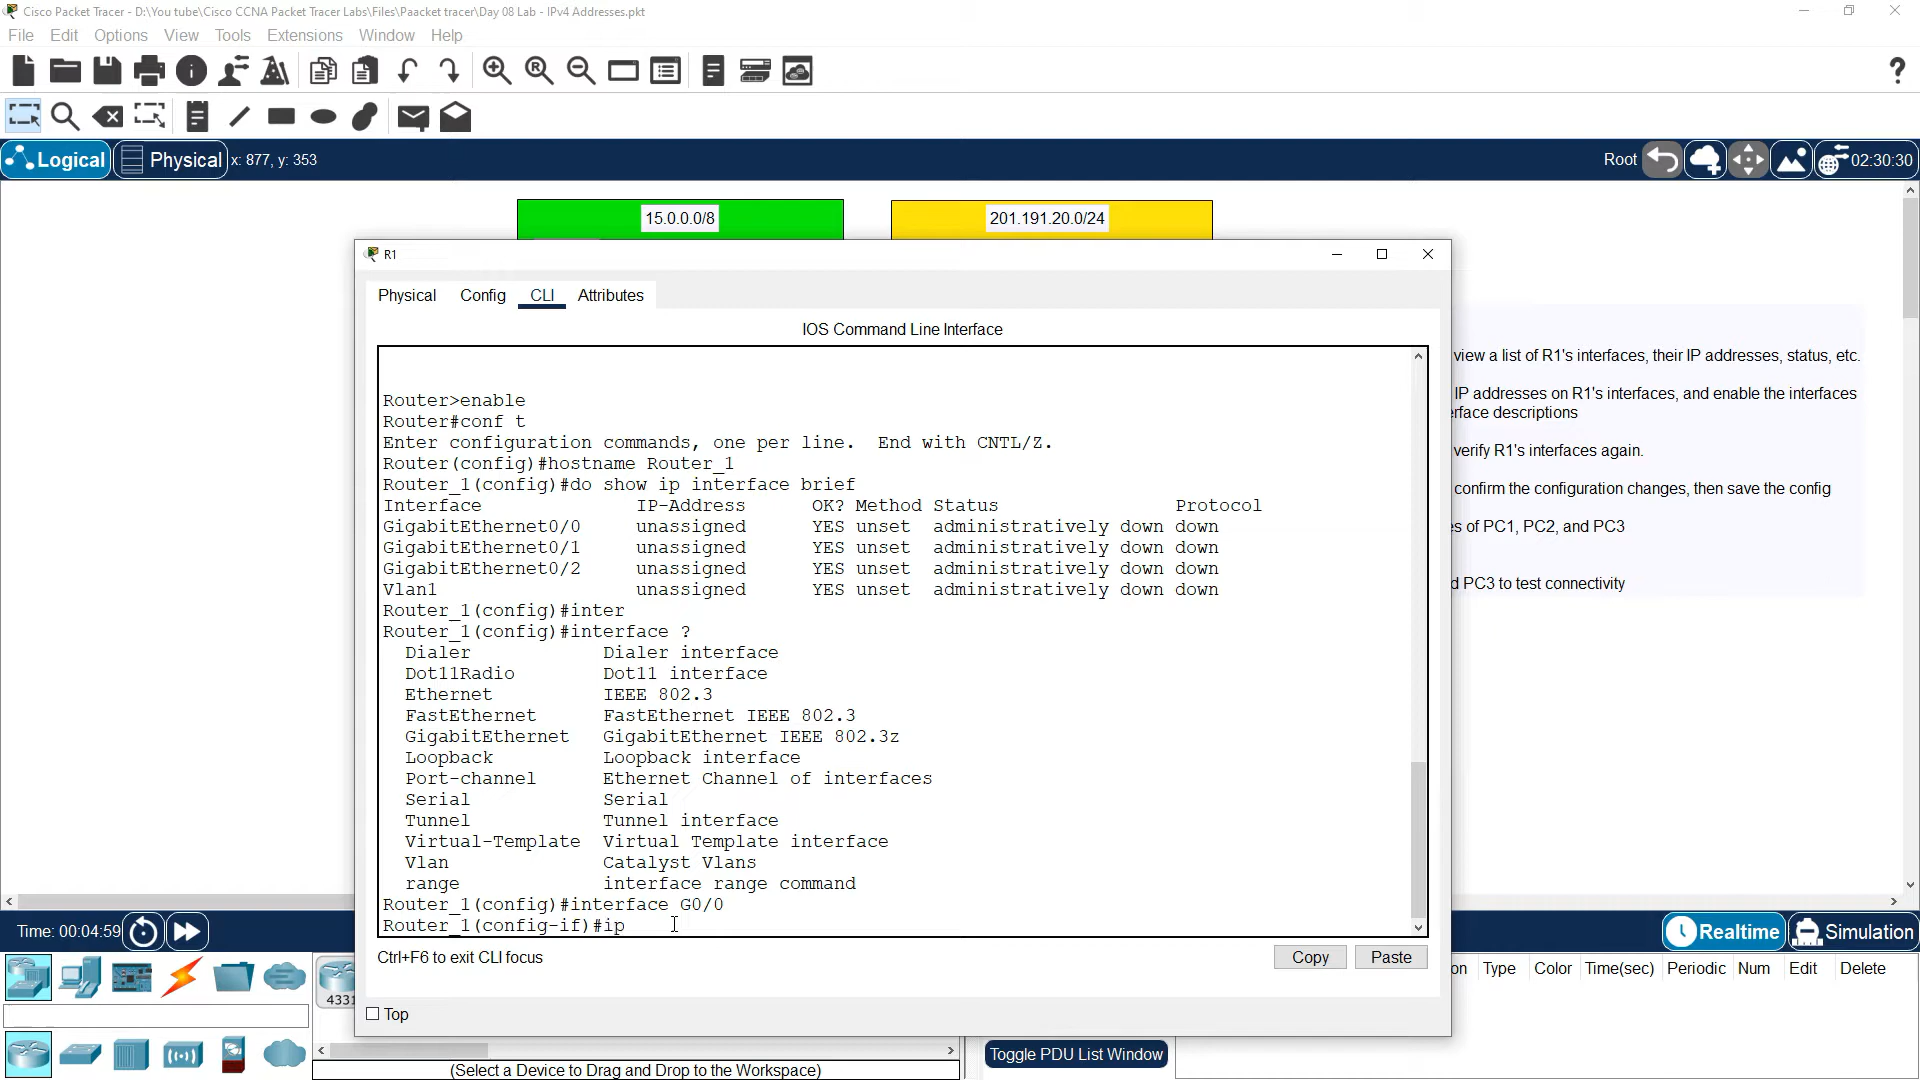 Cisco Packet Tracer - D:\You tube\Cisco CCNA Packet Tracer Labs\Files\Paacket tracer\Day 08 Lab - IPv4 Addresses.pkt
File Edit Options View Tools Extensions Window Help
Logical Physical x: 877, y: 353 Root 02:30:30
15.0.0.0/8 201.191.20.0/24
R1
Physical Config CLI Attributes
IOS Command Line Interface
view a list of R1's interfaces, their IP addresses, status, etc.
IP addresses on R1's interfaces, and enable the interfaces
erface descriptions
verify R1's interfaces again.
confirm the configuration changes, then save the config
s of PC1, PC2, and PC3
d PC3 to test connectivity
Router>enable
Router#conf t
Enter configuration commands, one per line.  End with CNTL/Z.
Router(config)#hostname Router_1
Router_1(config)#do show ip interface brief
Interface IP-Address OK? Method Status Protocol
GigabitEthernet0/0 unassigned YES unset administratively down down
GigabitEthernet0/1 unassigned YES unset administratively down down
GigabitEthernet0/2 unassigned YES unset administratively down down
Vlan1 unassigned YES unset administratively down down
Router_1(config)#inter
Router_1(config)#interface ?
Dialer Dialer interface
Dot11Radio Dot11 interface
Ethernet IEEE 802.3
FastEthernet FastEthernet IEEE 802.3
GigabitEthernet GigabitEthernet IEEE 802.3z
Loopback Loopback interface
Port-channel Ethernet Channel of interfaces
Serial Serial
Tunnel Tunnel interface
Virtual-Template Virtual Template interface
Vlan Catalyst Vlans
range interface range command
Router_1(config)#interface G0/0
Router_1(config-if)#ip
Ctrl+F6 to exit CLI focus Copy Paste
Top
Time: 00:04:59 Realtime Simulation
on Type Color Time(sec) Periodic Num Edit Delete
4331
Toggle PDU List Window
(Select a Device to Drag and Drop to the Workspace)